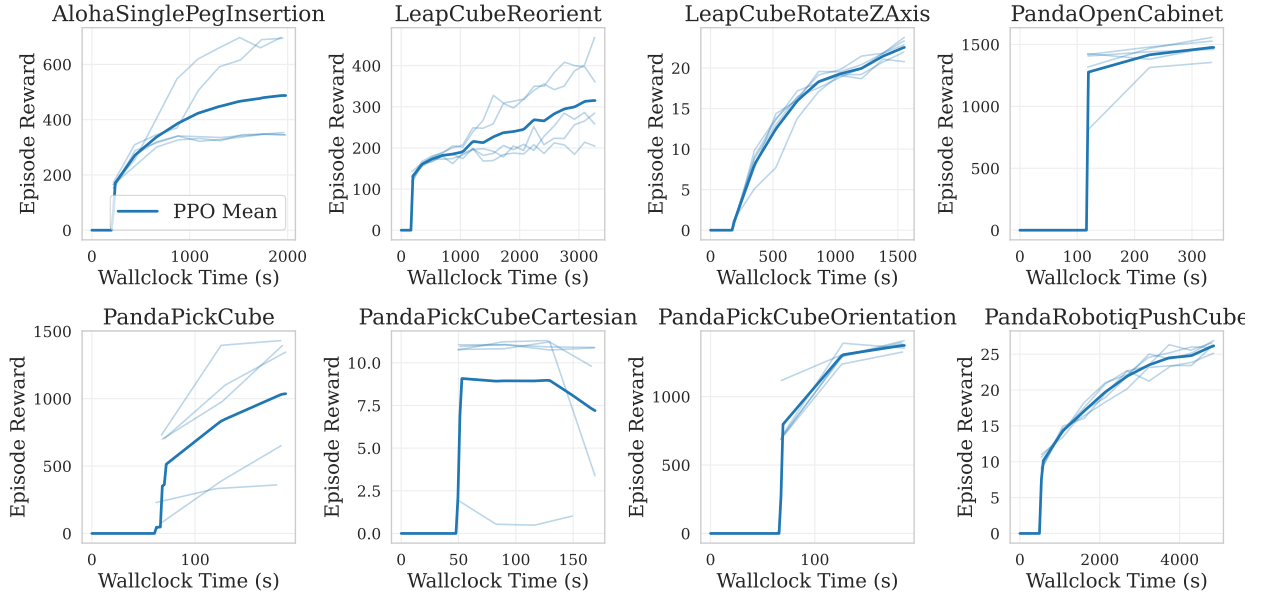 AlohaSinglePegInsertion
Episode Reward
600
400
200
0
PPO Mean
0 1000 2000
Wallclock Time (s)
LeapCubeReorient
Episode Reward
400
300
200
100
0
0 1000 2000 3000
Wallclock Time (s)
LeapCubeRotateZAxis
Episode Reward
20
15
10
5
0
0 500 1000 1500
Wallclock Time (s)
PandaOpenCabinet
Episode Reward
1500
1000
500
0
0 100 200 300
Wallclock Time (s)
PandaPickCube
Episode Reward
1500
1000
500
0
0 100
Wallclock Time (s)
PandaPickCubeCartesian
Episode Reward
10.0
7.5
5.0
2.5
0.0
0 50 100 150
Wallclock Time (s)
PandaPickCubeOrientation
Episode Reward
1000
500
0
0 100
Wallclock Time (s)
PandaRobotiqPushCube
Episode Reward
25
20
15
10
5
0
0 2000 4000
Wallclock Time (s)